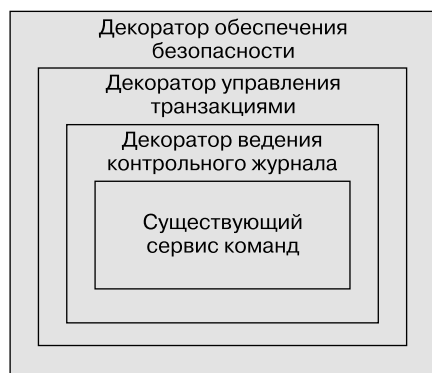 Декоратор обеспечения
безопасности
Декоратор управления
транзакциями
Декоратор ведения
контрольного журнала
Существующий
сервис команд